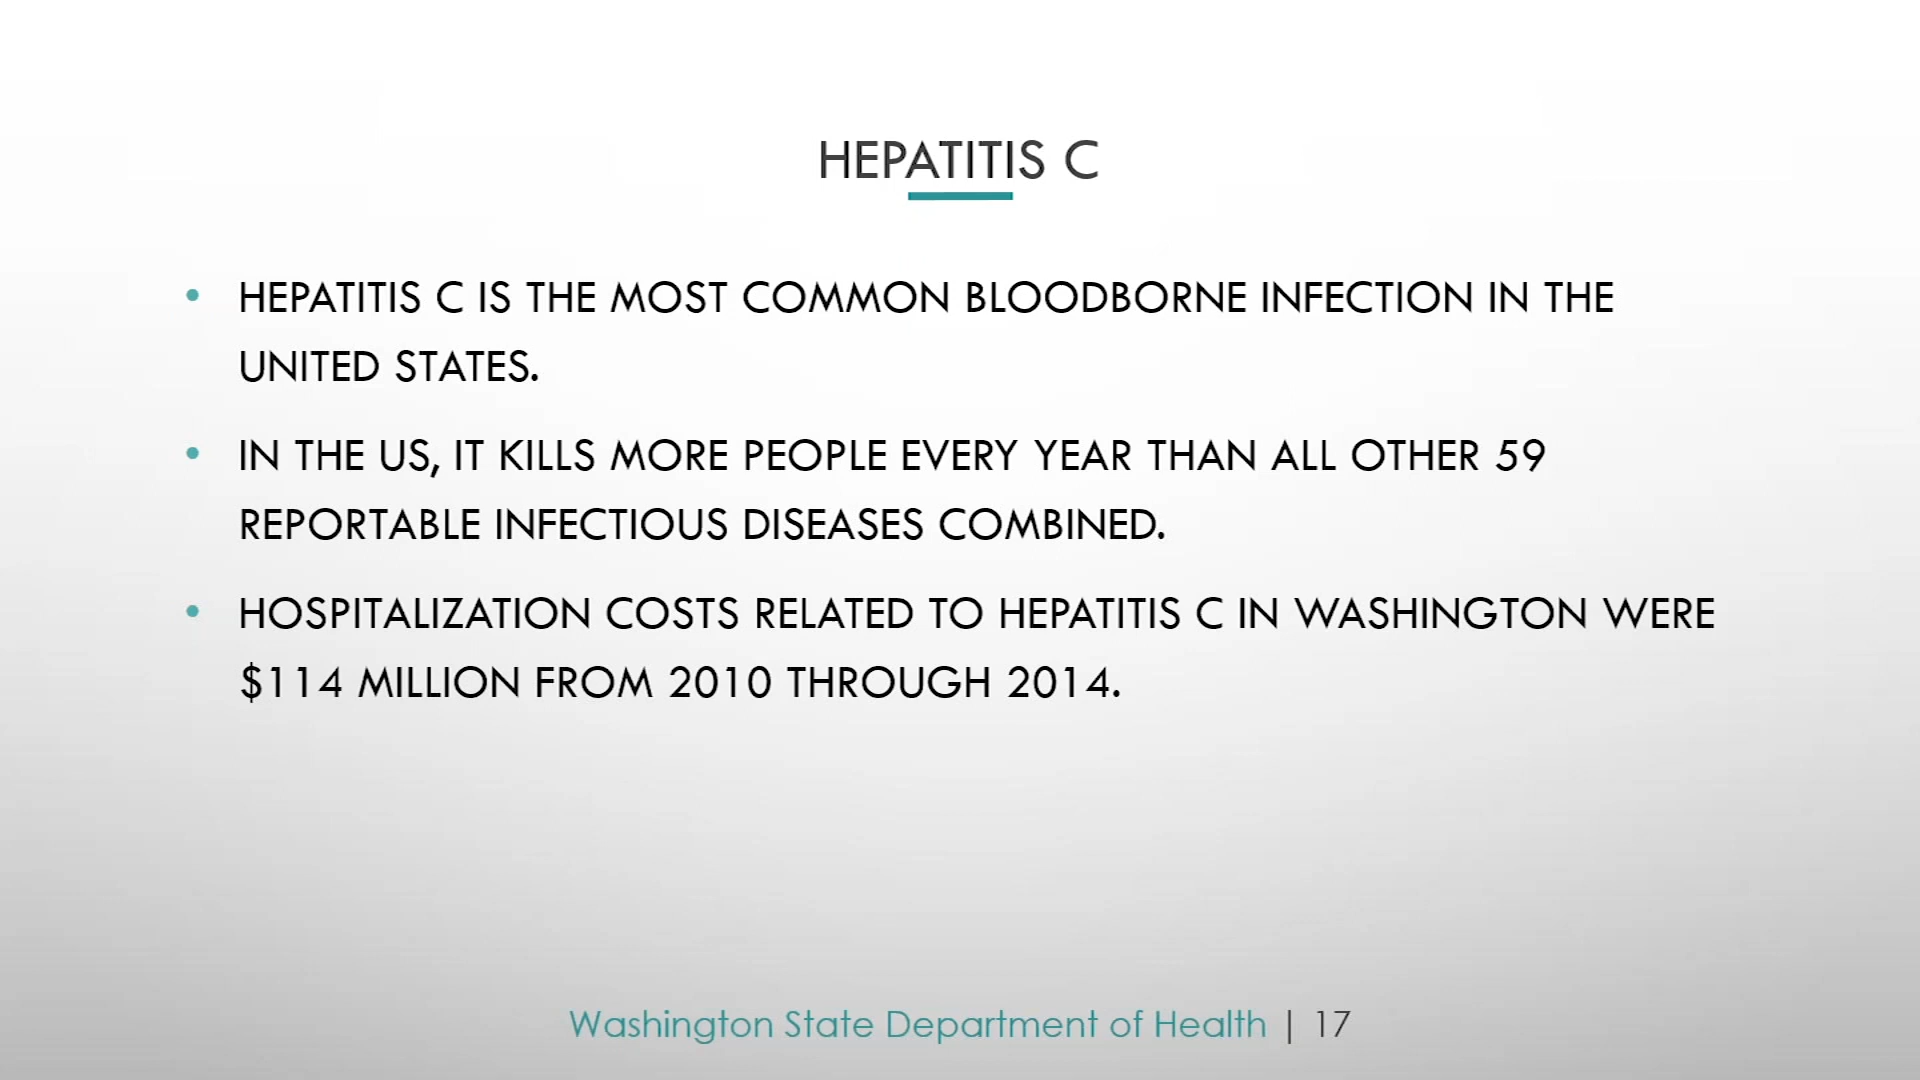 HEPATITIS C
• HEPATITIS C IS THE MOST COMMON BLOODBORNE INFECTION IN THE
UNITED STATES.
• IN THE US, IT KILLS MORE PEOPLE EVERY YEAR THAN ALL OTHER 59
REPORTABLE INFECTIOUS DISEASES COMBINED.
• HOSPITALIZATION COSTS RELATED TO HEPATITIS C IN WASHINGTON WERE
$114 MILLION FROM 2010 THROUGH 2014.
Washington State Department of Health | 17